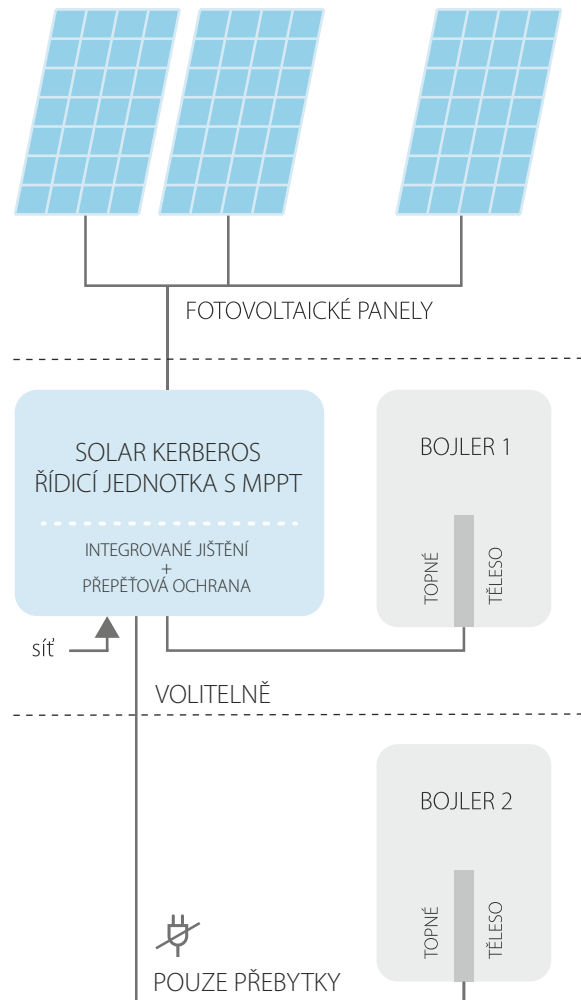 FOTOVOLTAICKÉ PANELY
SOLAR KERBEROS
ŘÍDICÍ JEDNOTKA S MPPT
INTEGROVANÉ JIŠTĚNÍ
+
PŘEPĚŤOVÁ OCHRANA
BOJLER 1
TOPNÉ
TĚLESO
síť
VOLITELNĚ
BOJLER 2
TOPNÉ
TĚLESO
POUZE PŘEBYTKY